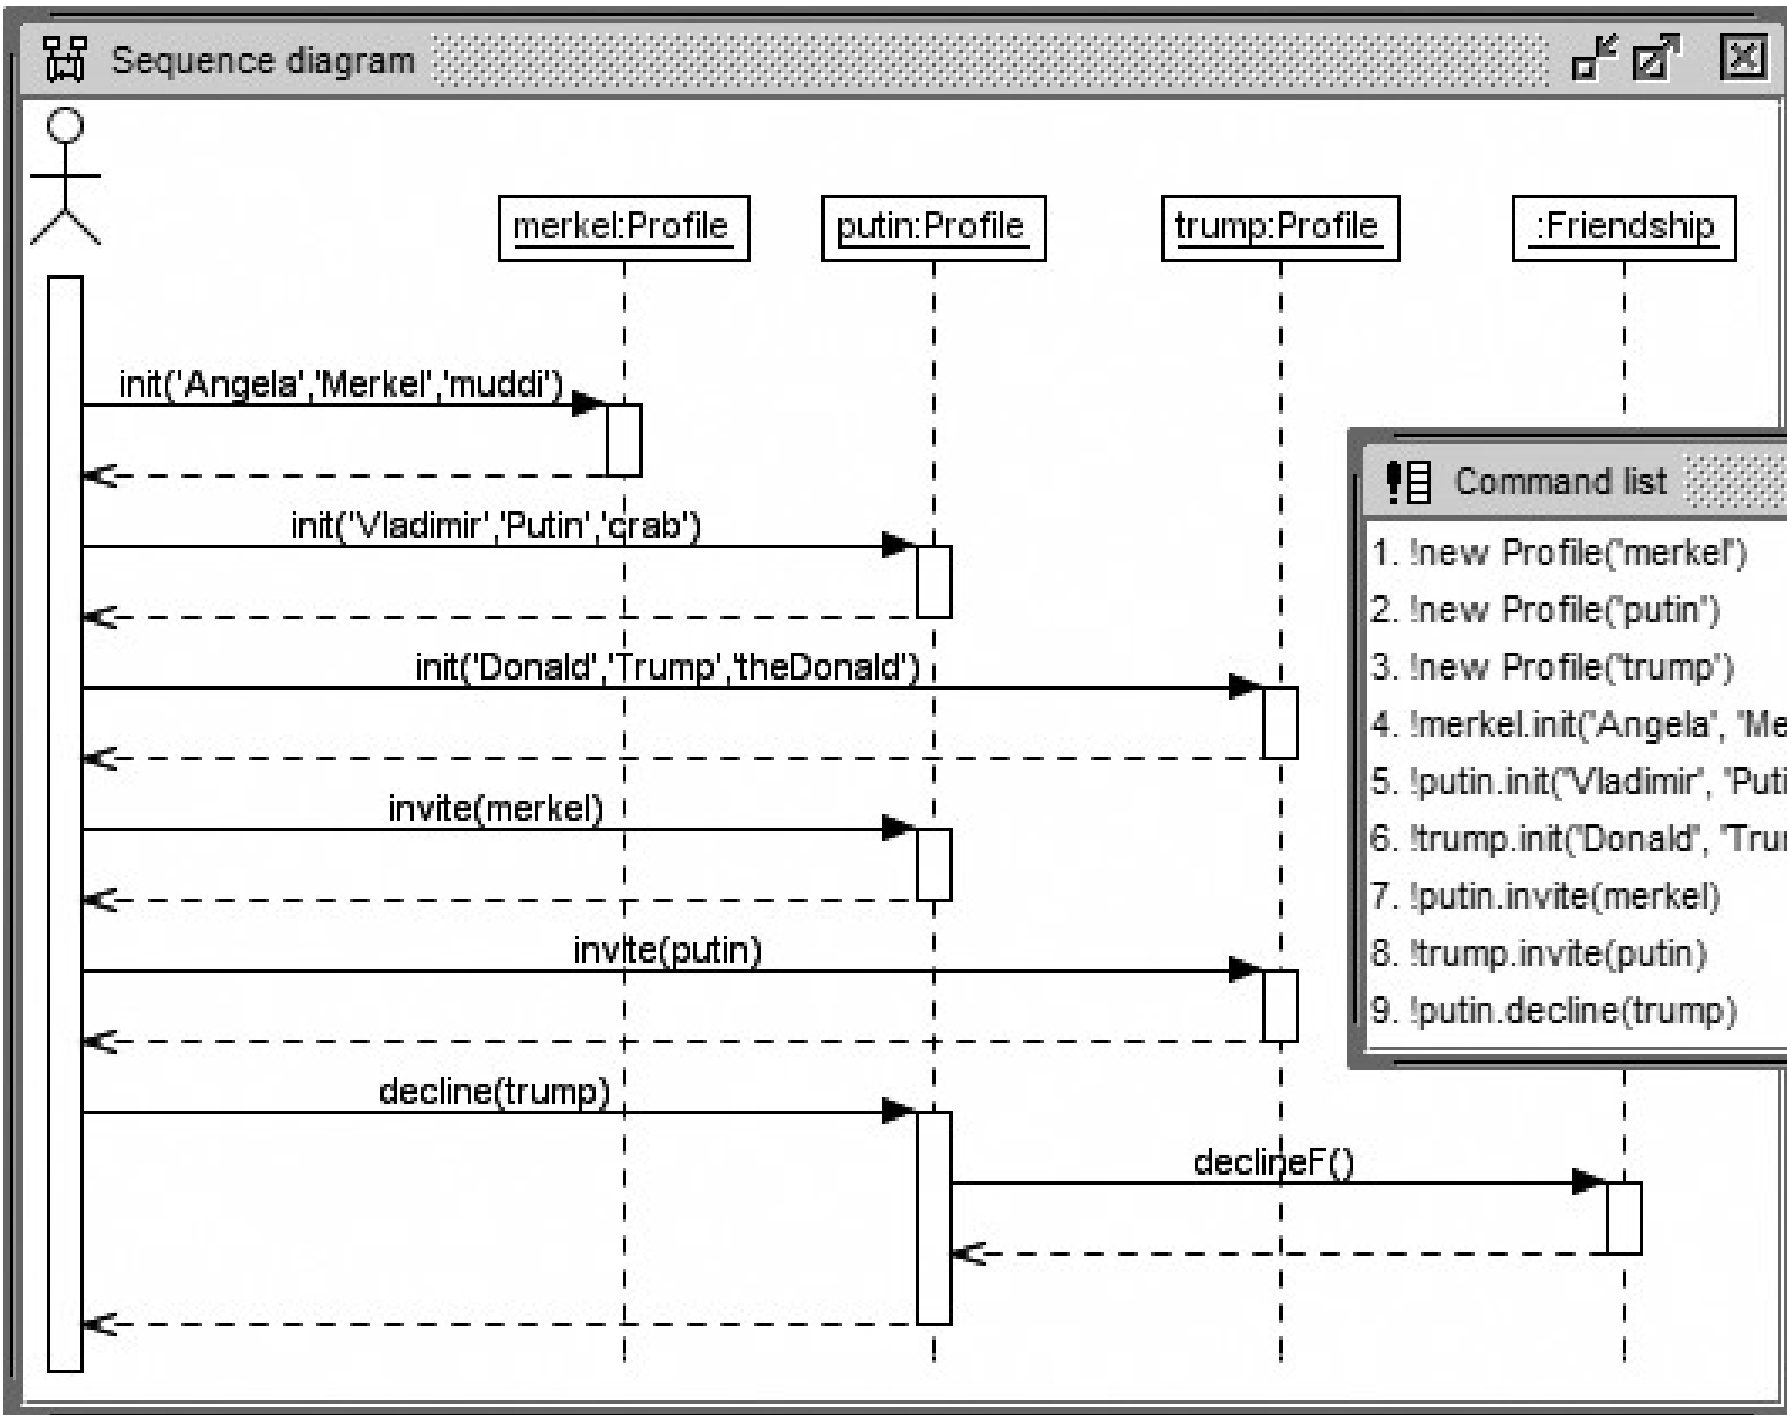 Sequence diagram
merkel:Profile
putin:Profile
trump:Profile
:Friendship
init('Angela','Merkel','muddi')
init('Vladimir','Putin','crab')
init('Donald','Trump','theDonald')
invite(merkel)
invite(putin)
decline(trump)
declineF()
Command list
1. !new Profile('merkel')
2. !new Profile('putin')
3. !new Profile('trump')
4. !merkel.init('Angela', 'Me
5. !putin.init('Vladimir', 'Puti
6. !trump.init('Donald', 'Tru
7. !putin.invite(merkel)
8. !trump.invite(putin)
9. !putin.decline(trump)